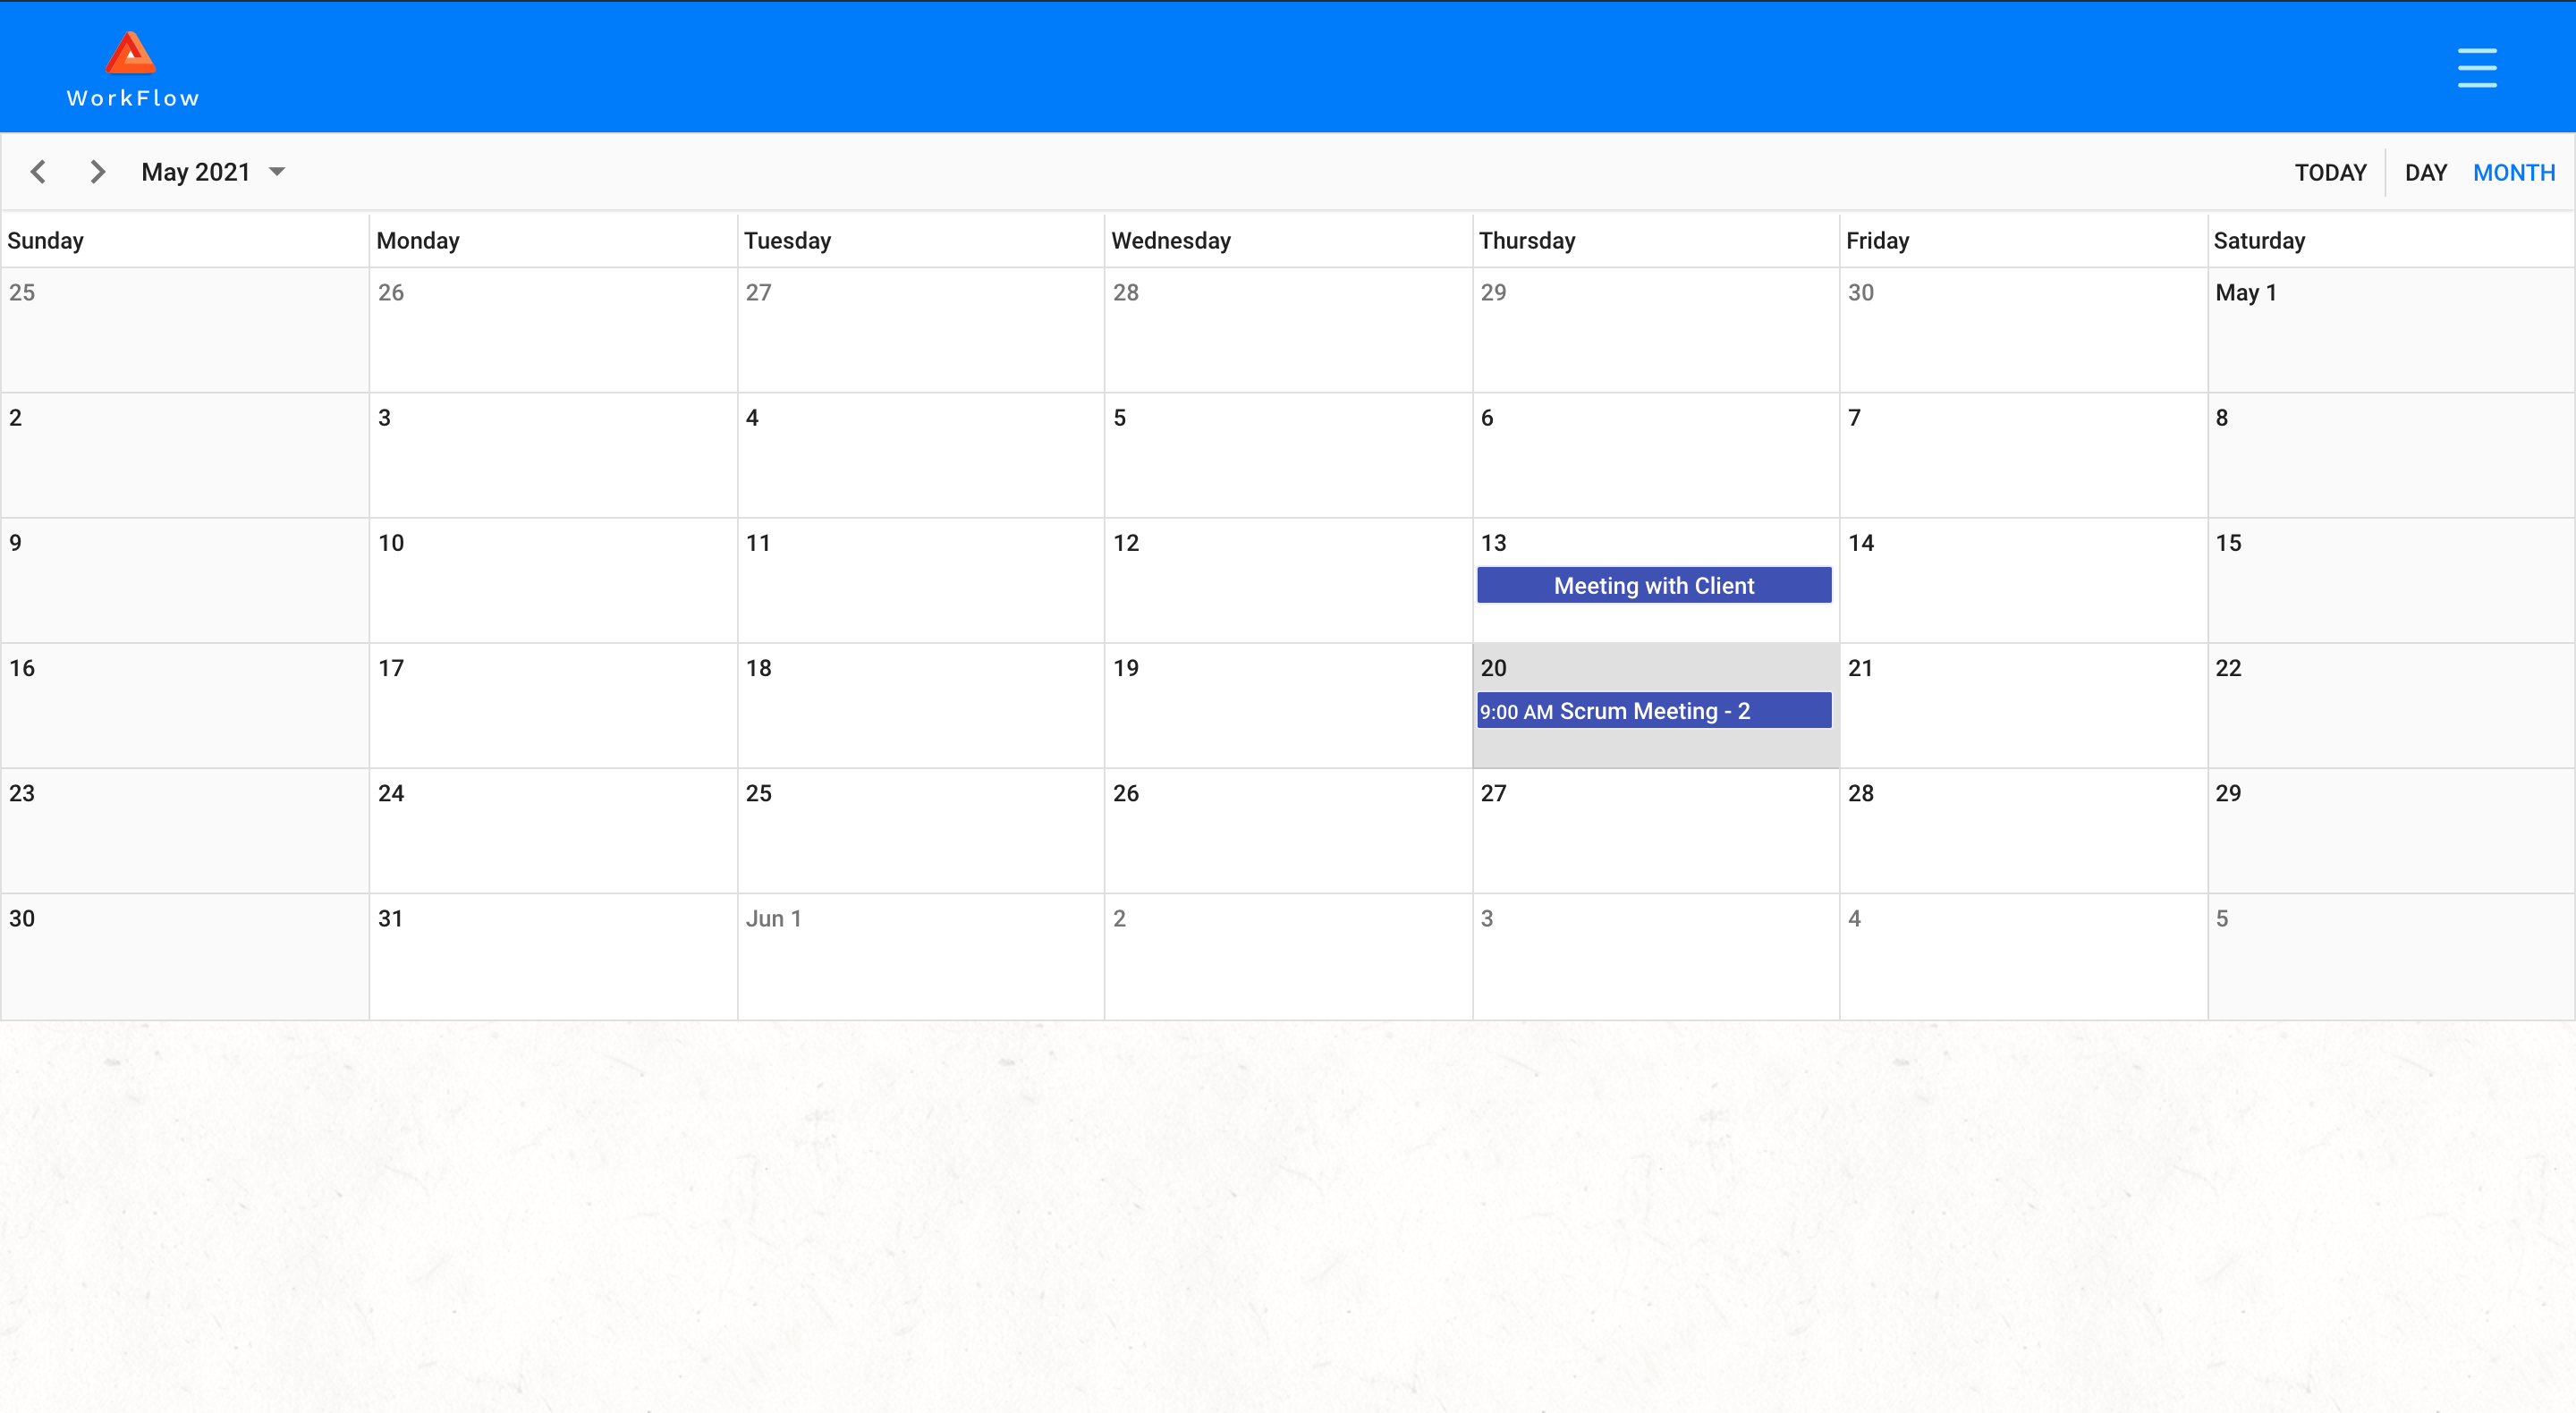 WorkFlow
May 2021 TODAY DAY MONTH
Sunday Monday Tuesday Wednesday Thursday Friday Saturday
25 26 27 28 29 30 May 1
2 3 4 5 6 7 8
9 10 11 12 13 14 15
Meeting with Client
16 17 18 19 20 21 22
9:00 AM Scrum Meeting - 2
23 24 25 26 27 28 29
30 31 Jun 1 2 3 4 5